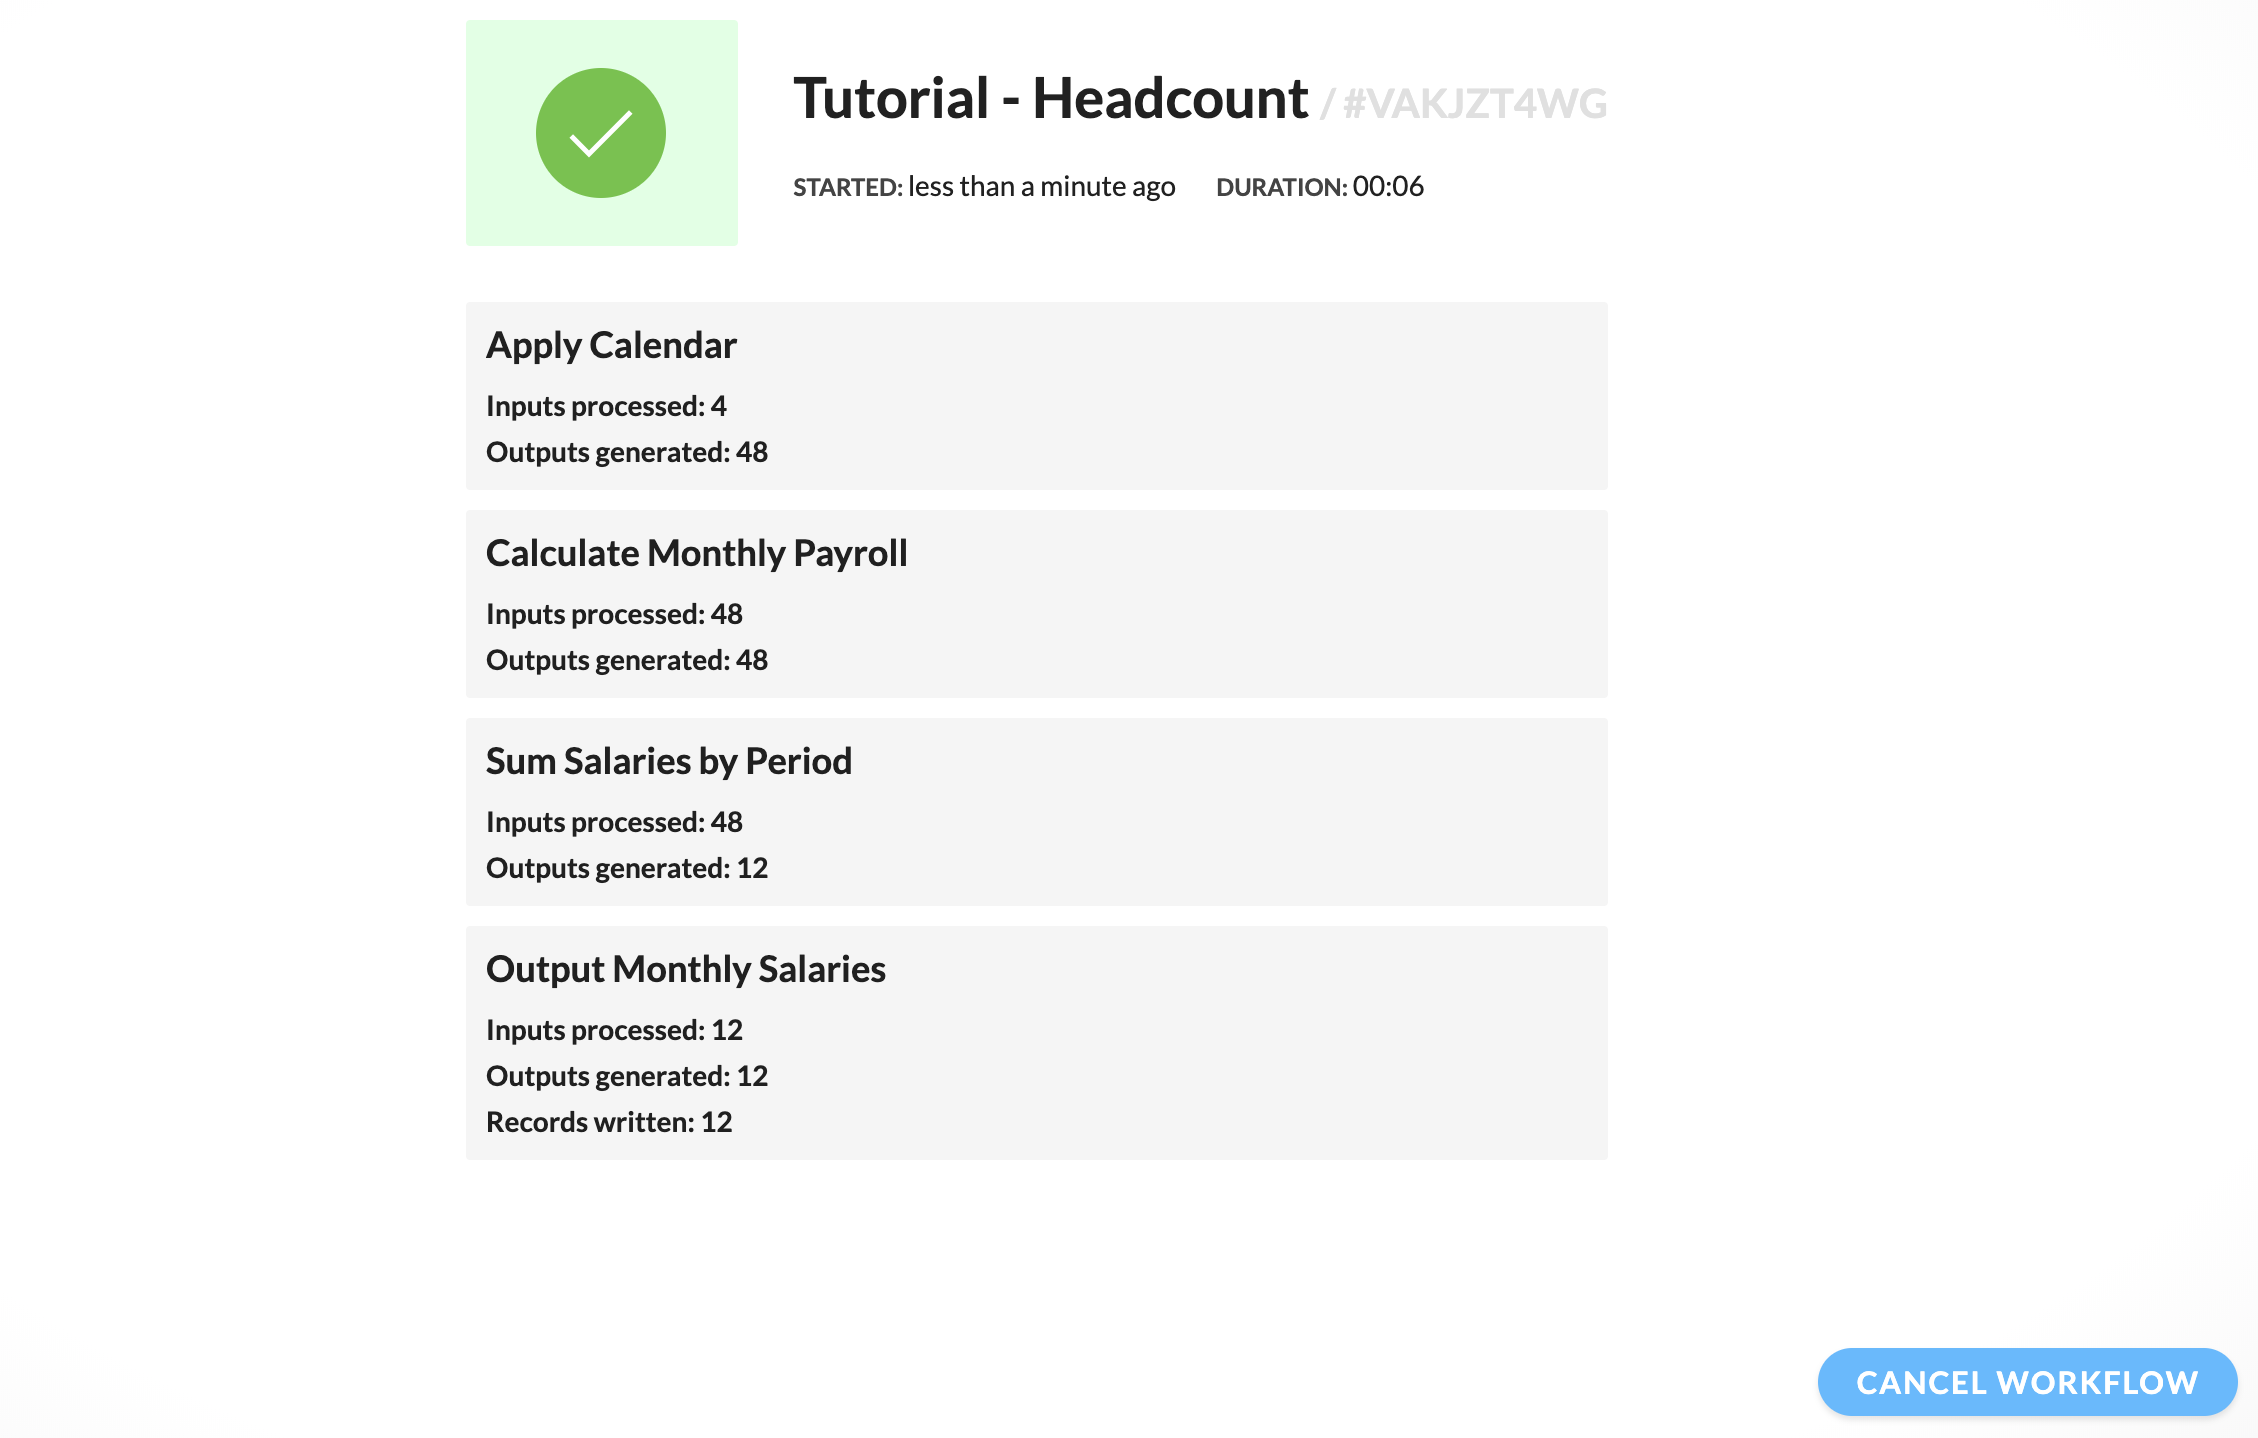 Tutorial - Headcount / #VAKJZT4WG
STARTED: less than a minute ago DURATION: 00:06
Apply Calendar
Inputs processed: 4
Outputs generated: 48
Calculate Monthly Payroll
Inputs processed: 48
Outputs generated: 48
Sum Salaries by Period
Inputs processed: 48
Outputs generated: 12
Output Monthly Salaries
Inputs processed: 12
Outputs generated: 12
Records written: 12
CANCEL WORKFLOW